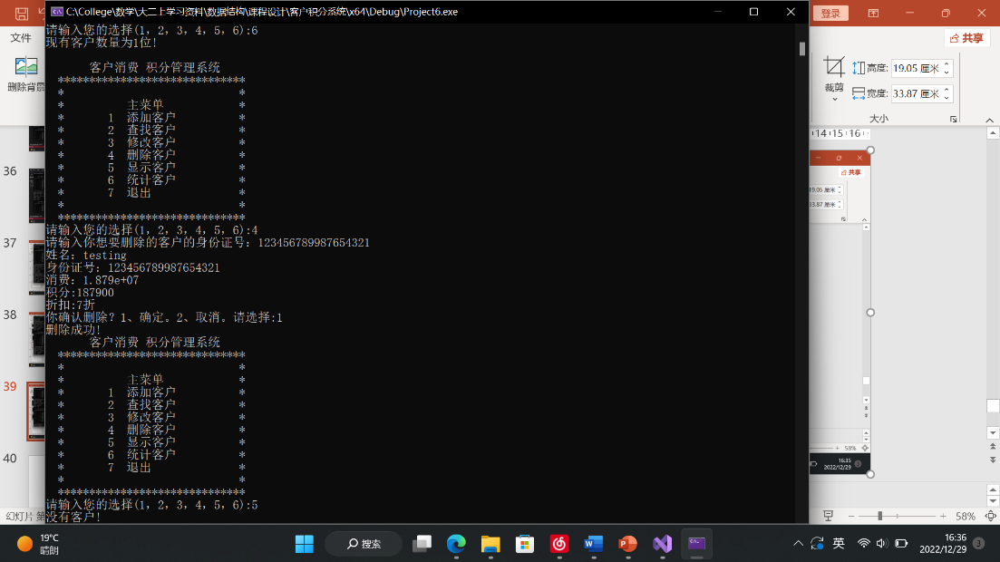 C:\College\数学\大二上学习资料\数据结构\课程设计\客户积分系统\x64\Debug\Project6.exe
登录
文件
共享
删除背景
裁剪
高度: 19.05 厘米
宽度: 33.87 厘米
大小
请输入您的选择(1, 2, 3, 4, 5, 6):6
现有客户数量为1位!
客户消费 积分管理系统
******************************
* *
* 主菜单 *
* 1 添加客户 *
* 2 查找客户 *
* 3 修改客户 *
* 4 删除客户 *
* 5 显示客户 *
* 6 统计客户 *
* 7 退出 *
* *
******************************
请输入您的选择(1, 2, 3, 4, 5, 6):4
请输入你想要删除的客户的身份证号: 123456789987654321
姓名: testing
身份证号: 123456789987654321
消费: 1.879e+07
积分:187900
折扣:7折
你确认删除? 1、确定。2、取消。请选择:1
删除成功!
客户消费 积分管理系统
******************************
* *
* 主菜单 *
* 1 添加客户 *
* 2 查找客户 *
* 3 修改客户 *
* 4 删除客户 *
* 5 显示客户 *
* 6 统计客户 *
* 7 退出 *
* *
******************************
请输入您的选择(1, 2, 3, 4, 5, 6):5
没有客户!
36
37
38
39
40
14 15 16
共享
19.05 厘米
33.87 厘米
58%
16:35
2022/12/29
幻灯片 第
58%
19°C
晴朗
搜索
英
16:36
2022/12/29
3